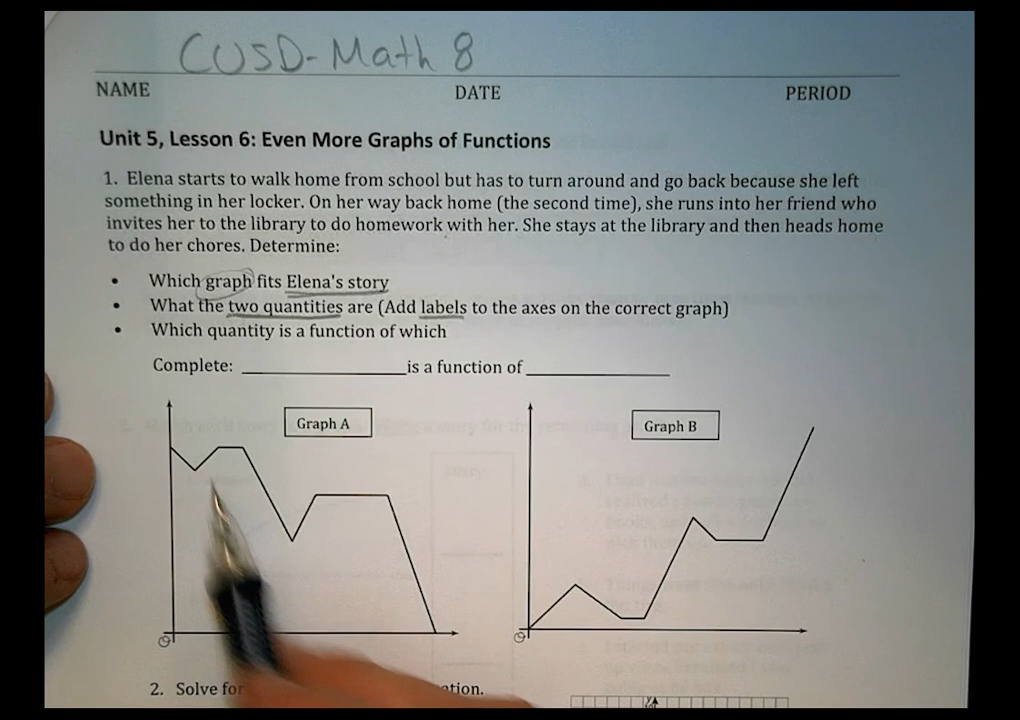 CUSD-Math 8
NAME DATE PERIOD
Unit 5, Lesson 6: Even More Graphs of Functions
1. Elena starts to walk home from school but has to turn around and go back because she left
something in her locker. On her way back home (the second time), she runs into her friend who
invites her to the library to do homework with her. She stays at the library and then heads home
to do her chores. Determine:
• Which graph fits Elena's story
• What the two quantities are (Add labels to the axes on the correct graph)
• Which quantity is a function of which
Complete: ________________ is a function of ______________
Graph A Graph B
2. Solve for